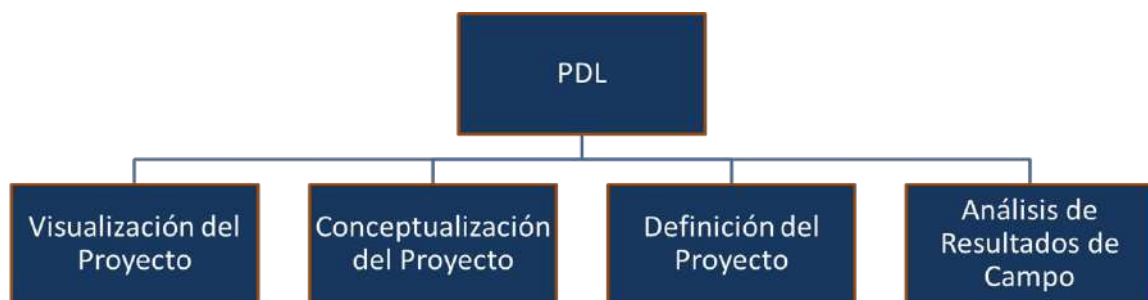 PDL
Visualización del
Proyecto
Conceptualización
del Proyecto
Definición del
Proyecto
Análisis de
Resultados de
Campo